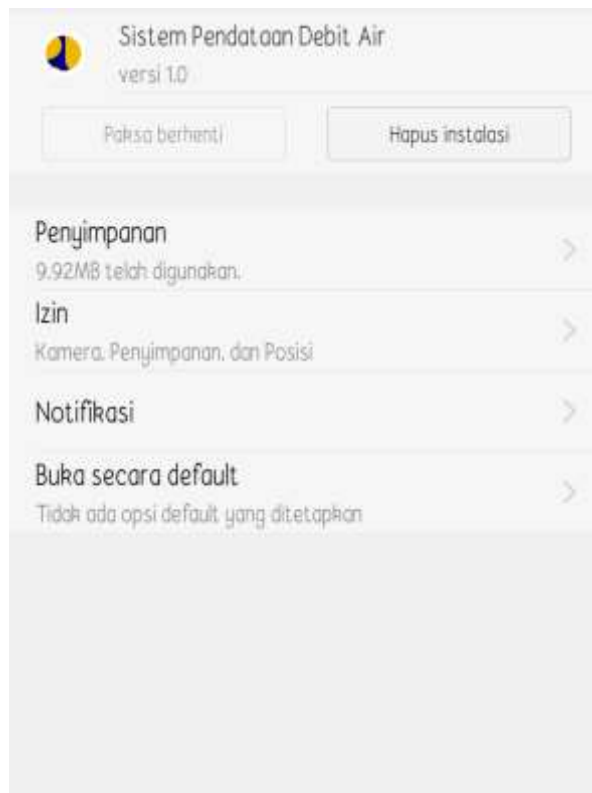 Sistem Pendataan Debit Air
versi 1.0
Paksa berhenti
Hapus instalasi
Penyimpanan
9.92MB telah digunakan.
Izin
Kamera, Penyimpanan, dan Posisi
Notifikasi
Buka secara default
Tidak ada opsi default yang ditetapkan